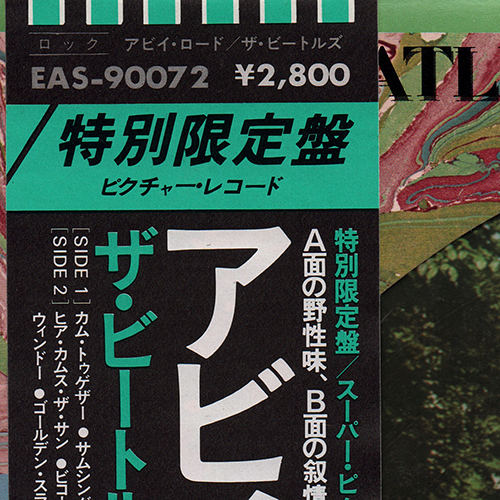 ロック アビイ・ロード/ザ・ビートルズ
EAS-90072 ¥2,800
特別限定盤
ピクチャー・レコード
特別限定盤/スーパー・ピ
A面の野性味、B面の叙情
アビイ
ザ・ビートル
[SIDE 1] カム・トゥゲザー ●サムシング
[SIDE 2] ヒア・カムス・ザ・サン ●ビコー
ウィンドー ●ゴールデン・スラ
ATL